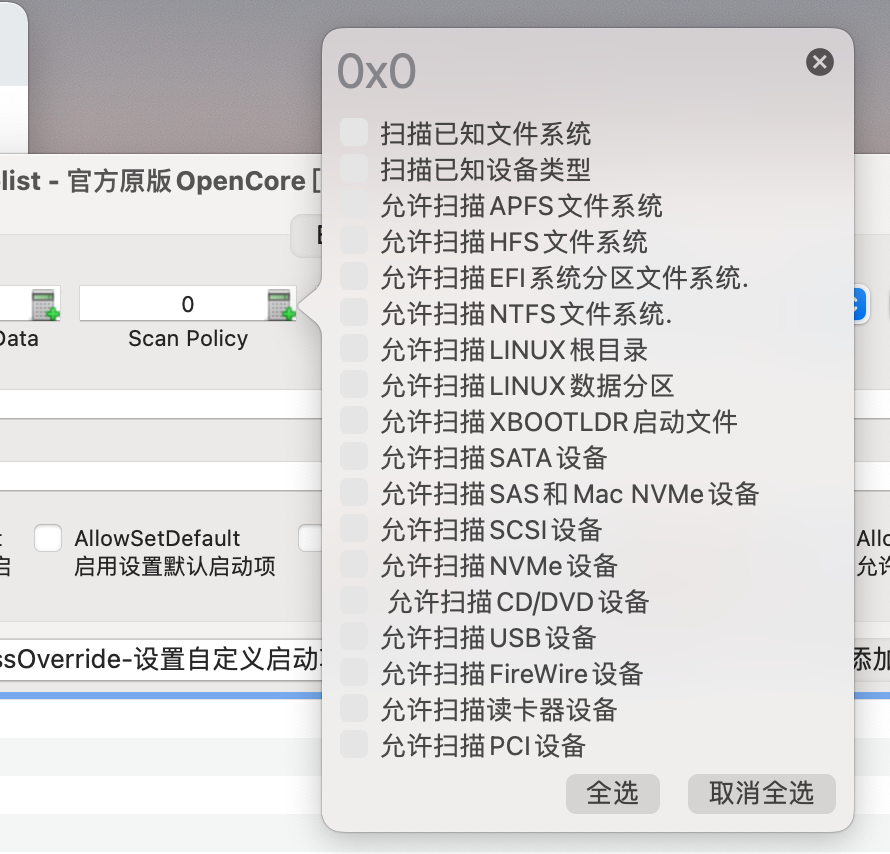 0x0
扫描已知文件系统
扫描已知设备类型
允许扫描APFS文件系统
允许扫描HFS文件系统
允许扫描EFI系统分区文件系统.
允许扫描NTFS文件系统.
允许扫描LINUX根目录
允许扫描LINUX数据分区
允许扫描XBOOTLDR启动文件
允许扫描SATA设备
允许扫描SAS和Mac NVMe设备
允许扫描SCSI设备
允许扫描NVMe设备
允许扫描CD/DVD设备
允许扫描USB设备
允许扫描FireWire设备
允许扫描读卡器设备
允许扫描PCI设备
全选 取消全选
list - 官方原版OpenCore [
0
Data Scan Policy
AllowSetDefault
启用设置默认启动项
ssOverride-设置自定义启动
添加